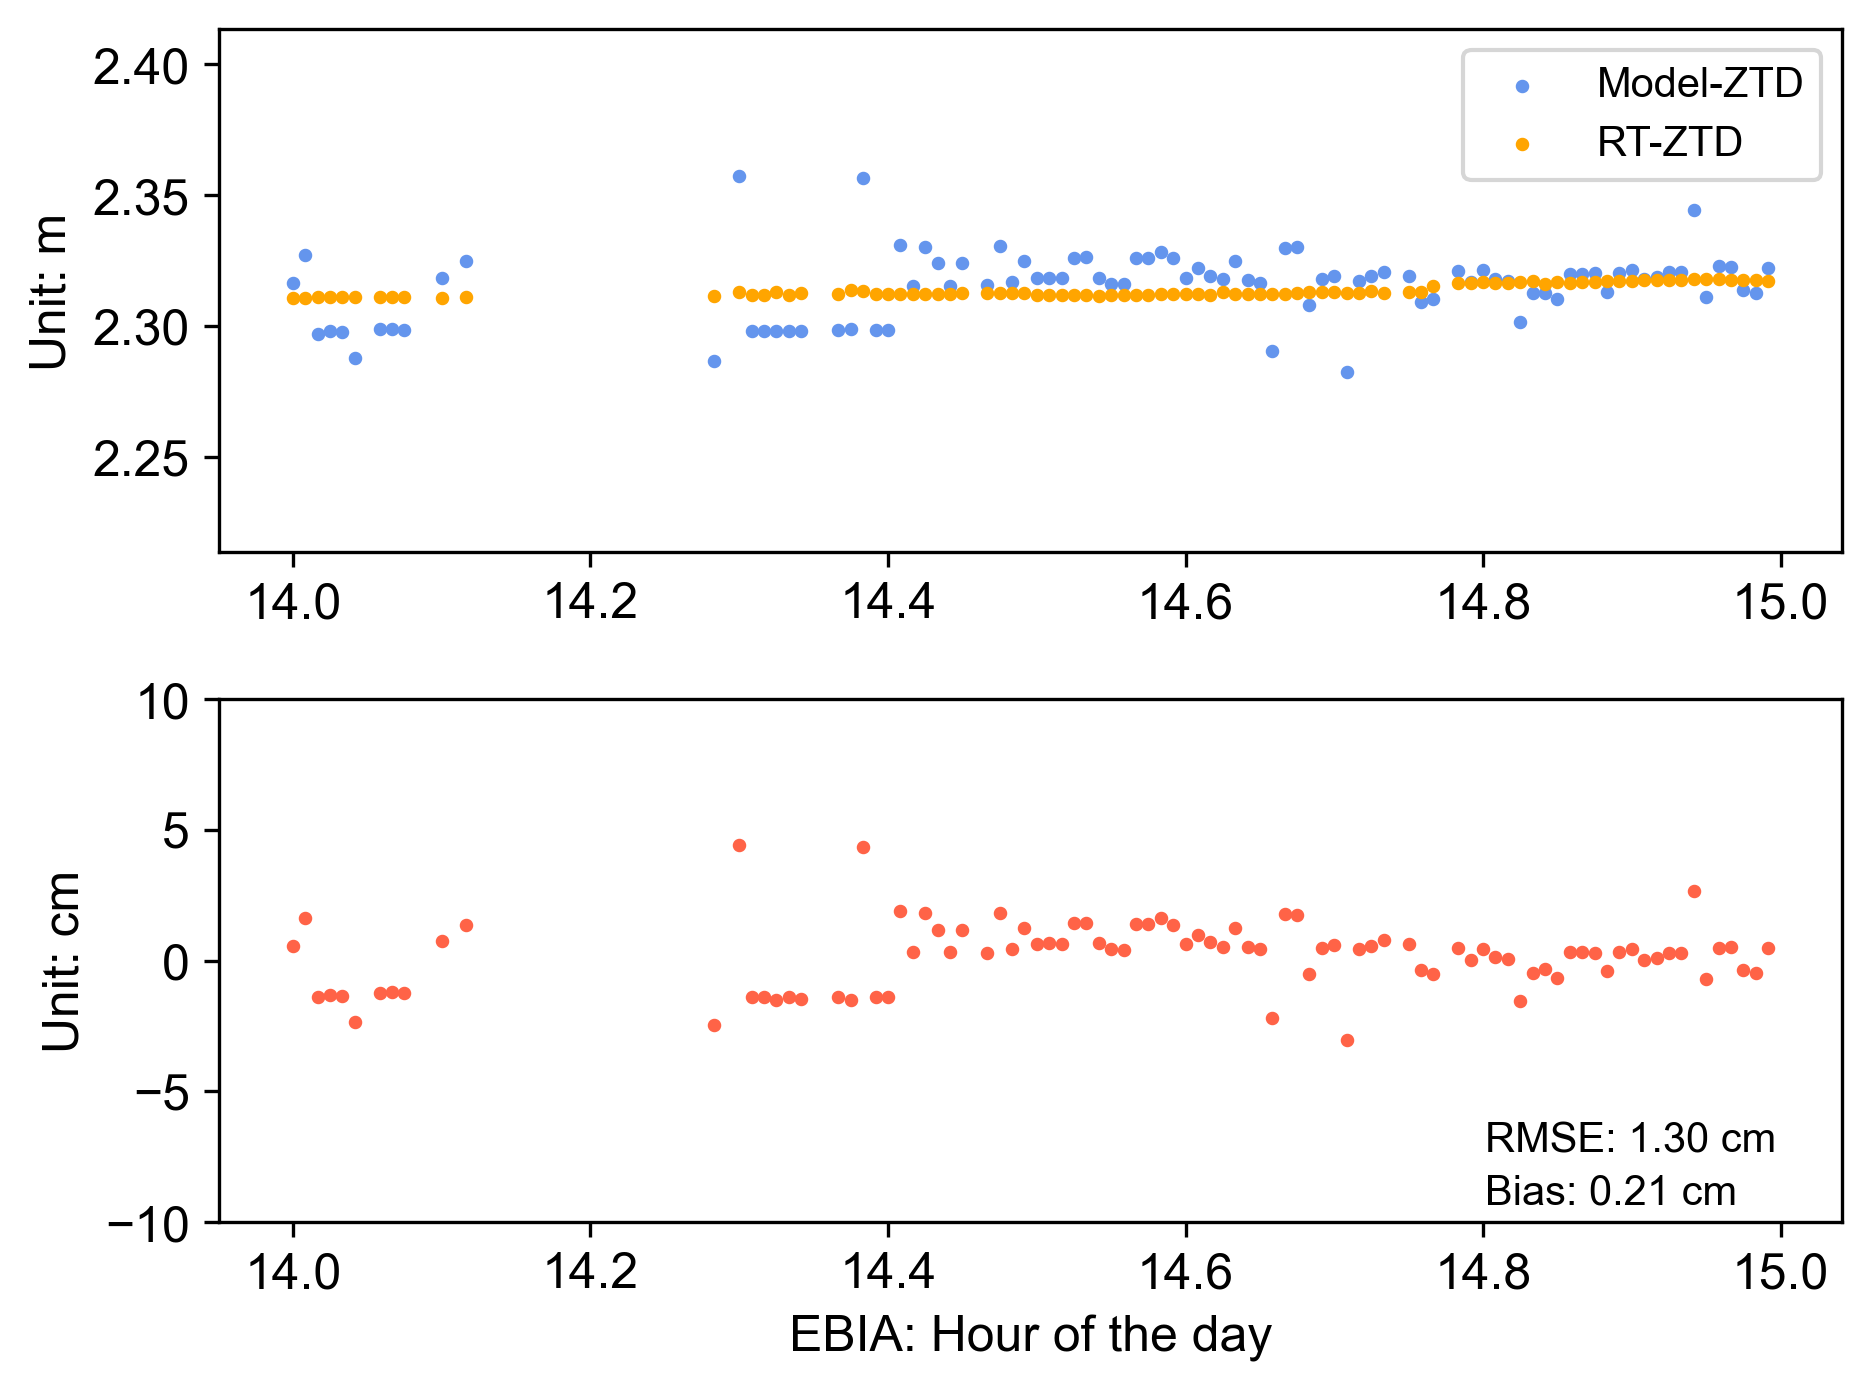 2.40
2.35
2.30
2.25
Unit: m
Model-ZTD
RT-ZTD
14.0 14.2 14.4 14.6 14.8 15.0
10
5
0
−5
−10
Unit: cm
RMSE: 1.30 cm
Bias: 0.21 cm
14.0 14.2 14.4 14.6 14.8 15.0
EBIA: Hour of the day